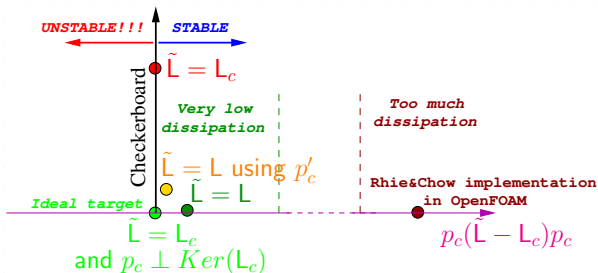 UNSTABLE!!! STABLE
L̃ = L_c
Checkerboard
Very low
dissipation
Too much
dissipation
L̃ = L using p'_c
L̃ = L
Rhie&Chow implementation
in OpenFOAM
Ideal target
L̃ = L_c
and p_c ⊥ Ker(L_c)
p_c(L̃ − L_c)p_c